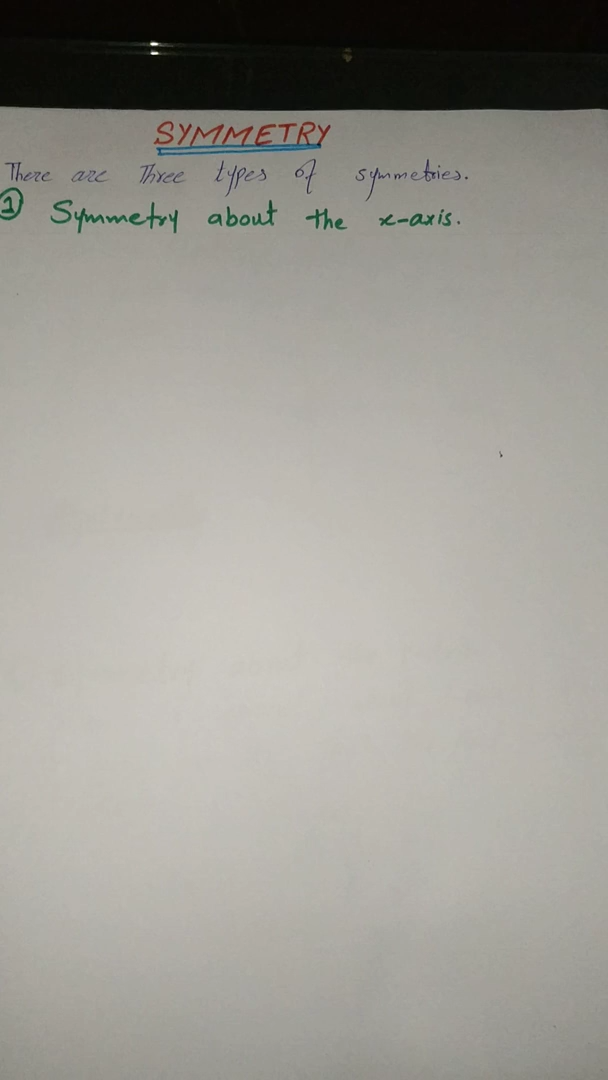 SYMMETRY
There are Three types of symmetries.
① Symmetry about the x-axis.